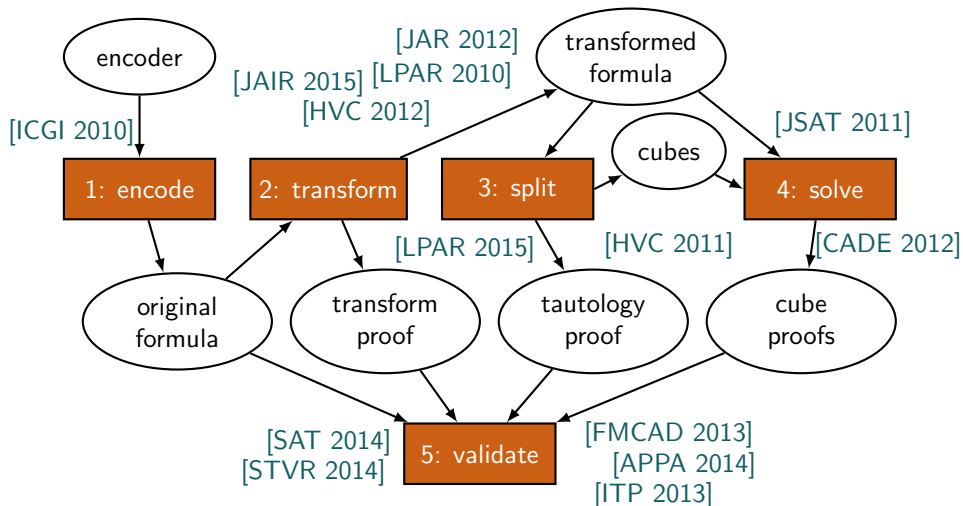 encoder
[JAR 2012]
transformed
formula
[JAIR 2015]
[LPAR 2010]
[HVC 2012]
[ICGI 2010]
[JSAT 2011]
cubes
1: encode
2: transform
3: split
4: solve
[LPAR 2015]
[HVC 2011]
[CADE 2012]
original
formula
transform
proof
tautology
proof
cube
proofs
[SAT 2014]
[STVR 2014]
5: validate
[FMCAD 2013]
[APPA 2014]
[ITP 2013]